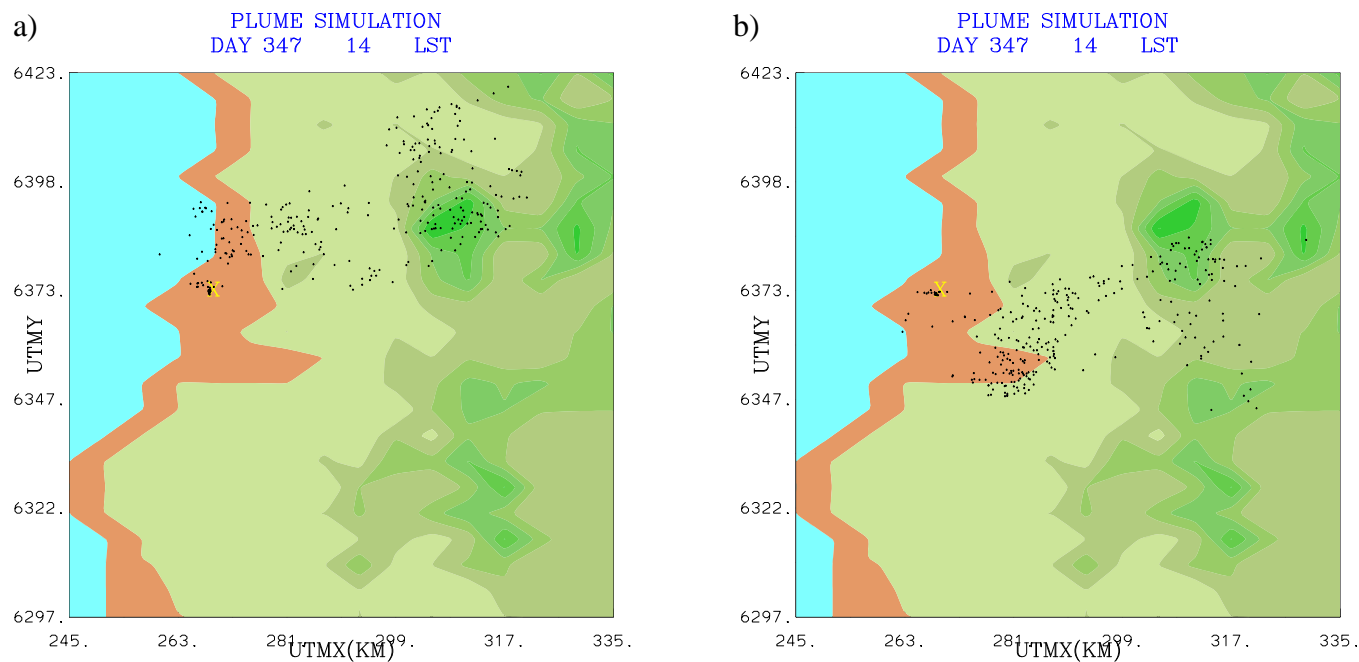 a)
PLUME SIMULATION
DAY 347 14 LST
6423.
6398.
6373.
6347.
6322.
6297.
UTMY
245. 263. 281. 299. 317. 335.
UTMX(KM)
X
b)
PLUME SIMULATION
DAY 347 14 LST
6423.
6398.
6373.
6347.
6322.
6297.
UTMY
245. 263. 281. 299. 317. 335.
UTMX(KM)
X